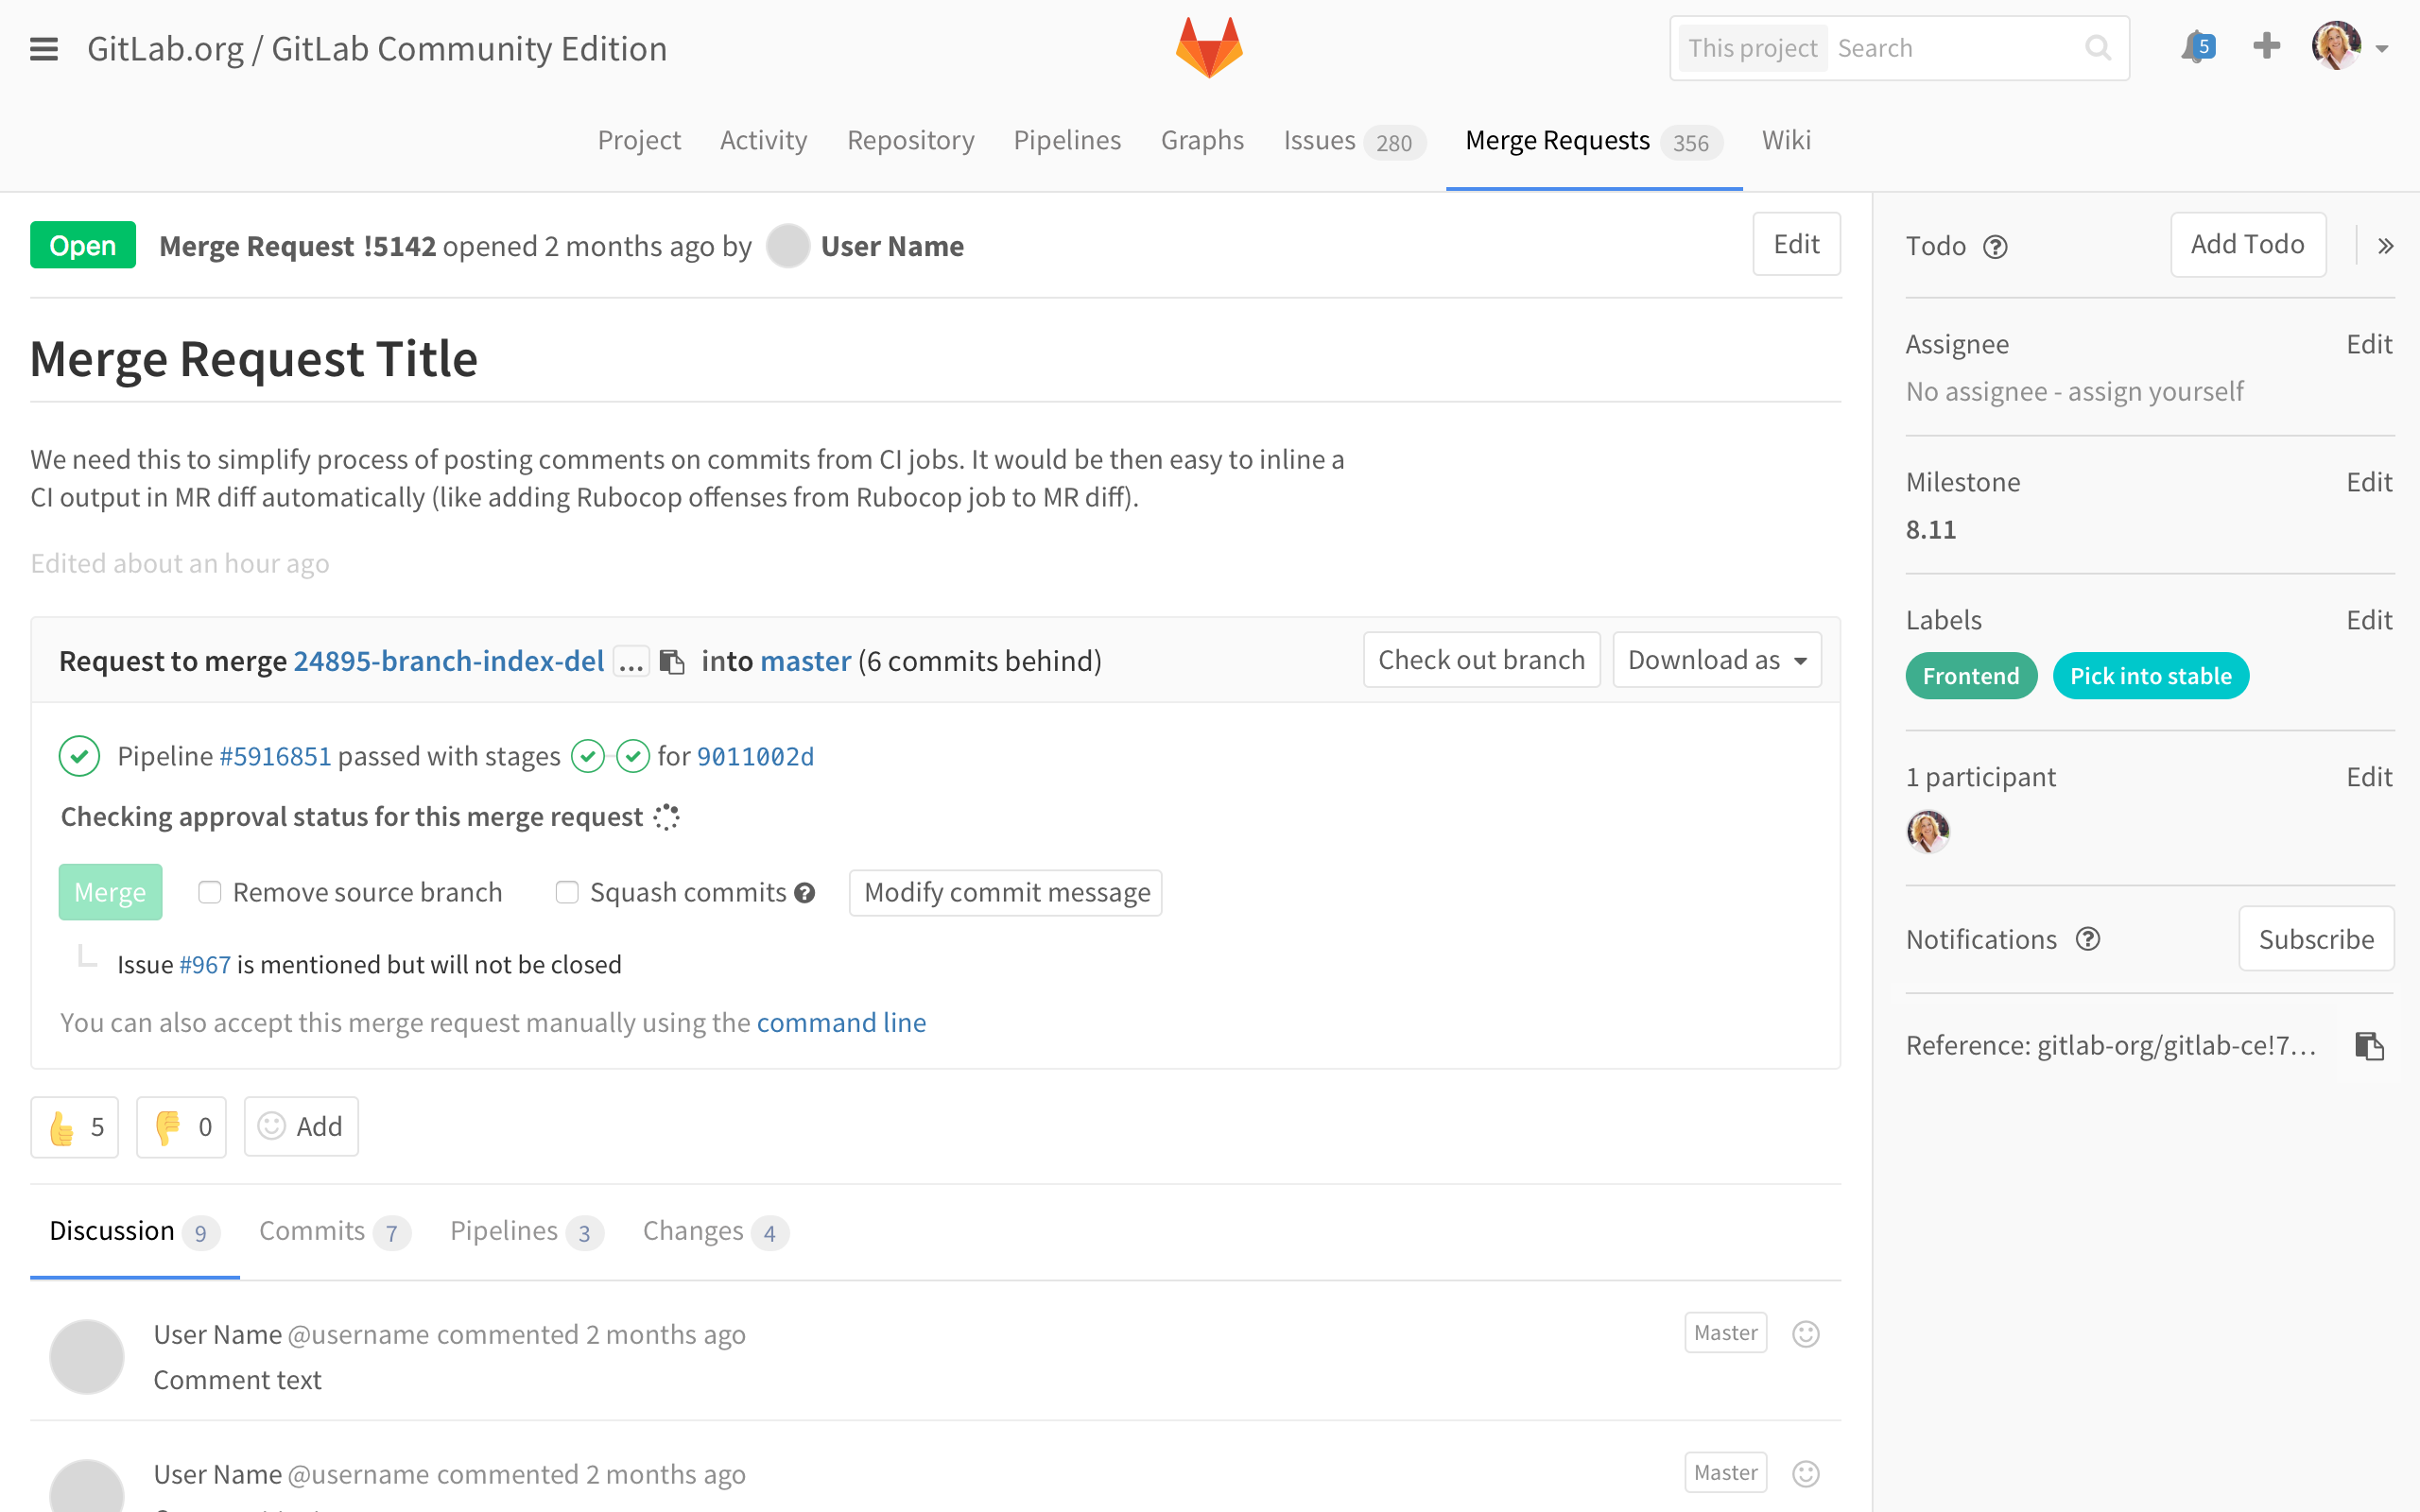 GitLab.org / GitLab Community Edition
This project Search
5
Project Activity Repository Pipelines Graphs Issues 280 Merge Requests 356 Wiki
Open Merge Request !5142 opened 2 months ago by User Name Edit
Merge Request Title
We need this to simplify process of posting comments on commits from CI jobs. It would be then easy to inline a
CI output in MR diff automatically (like adding Rubocop offenses from Rubocop job to MR diff).
Edited about an hour ago
Request to merge 24895-branch-index-del ... into master (6 commits behind) Check out branch Download as
Pipeline #5916851 passed with stages for 9011002d
Checking approval status for this merge request
Merge Remove source branch Squash commits Modify commit message
Issue #967 is mentioned but will not be closed
You can also accept this merge request manually using the command line
5 0 Add
Discussion 9 Commits 7 Pipelines 3 Changes 4
User Name @username commented 2 months ago Master
Comment text
User Name @username commented 2 months ago Master
Todo Add Todo
Assignee Edit
No assignee - assign yourself
Milestone Edit
8.11
Labels Edit
Frontend Pick into stable
1 participant Edit
Notifications Subscribe
Reference: gitlab-org/gitlab-ce!7...